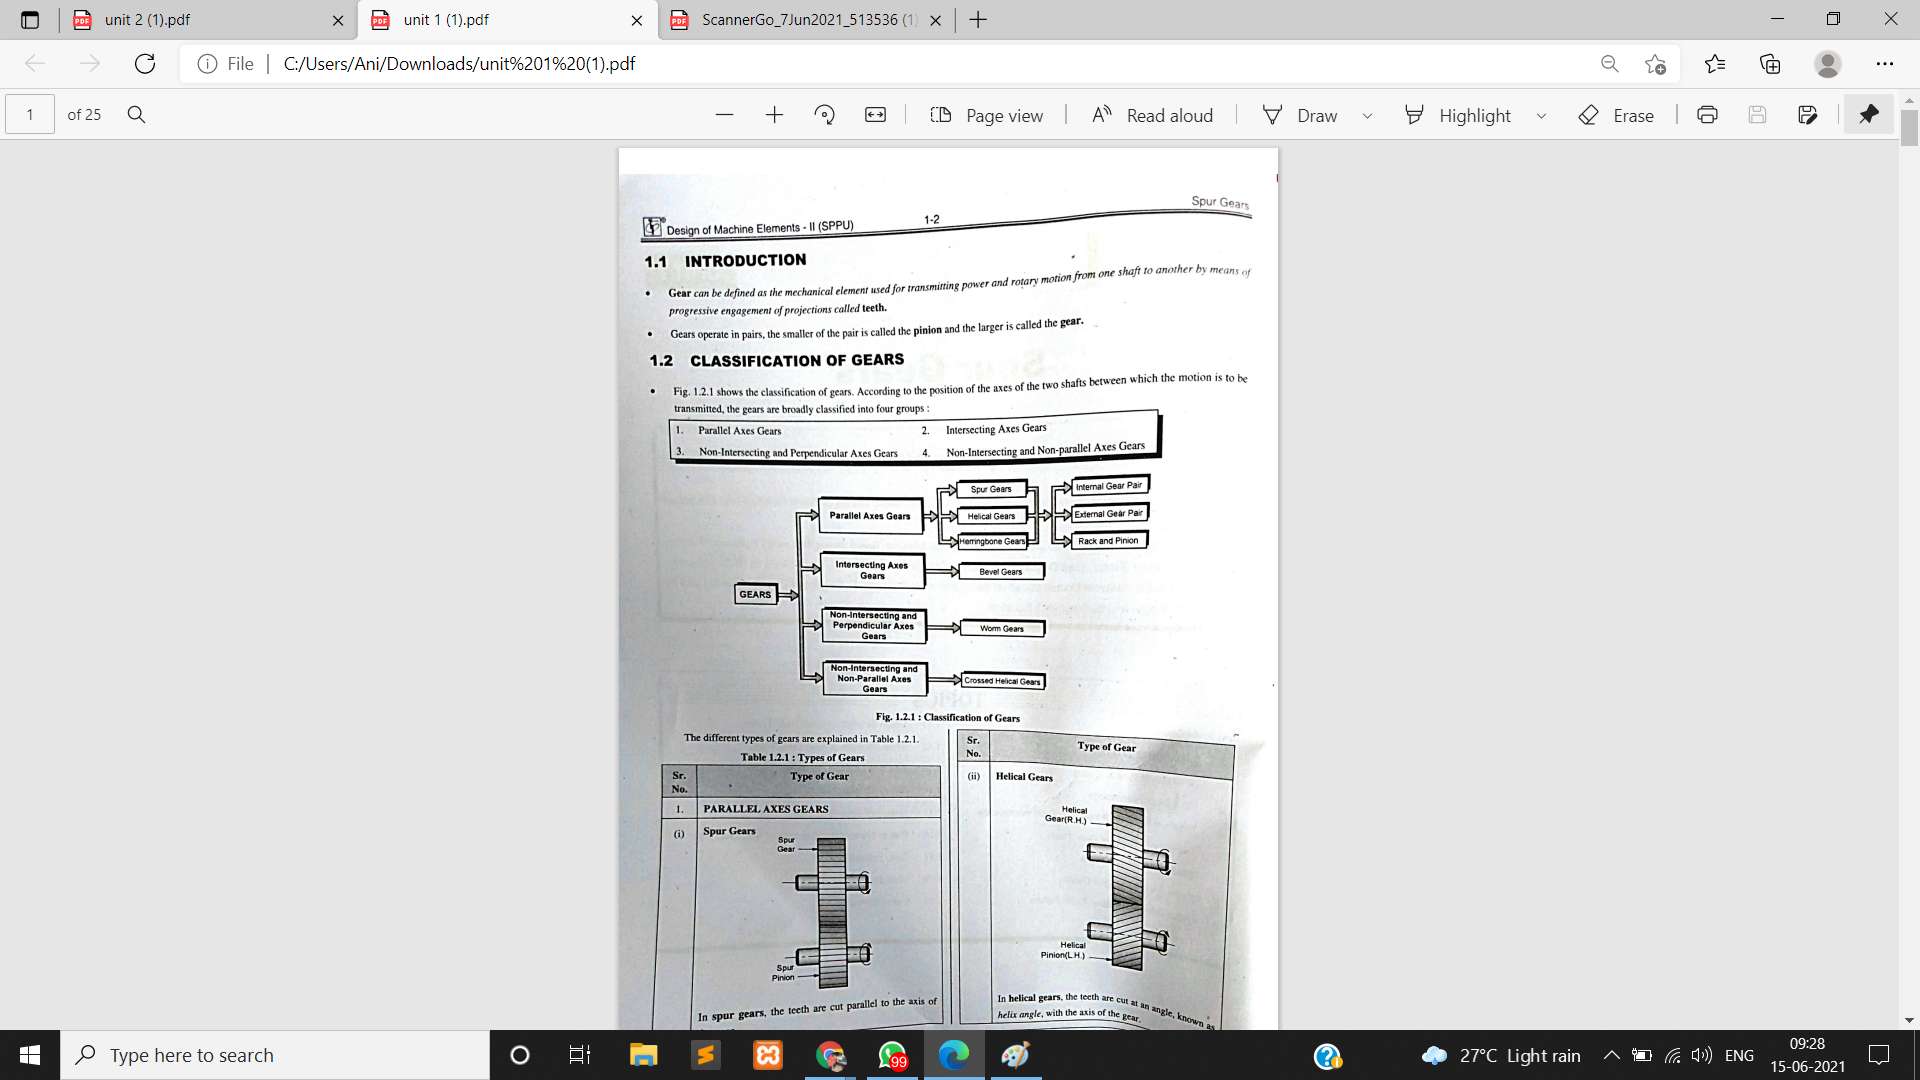 unit 2 (1).pdf
unit 1 (1).pdf
ScannerGo_7Jun2021_513536 (1)
File
C:/Users/Ani/Downloads/unit%201%20(1).pdf
1 of 25
Page view
Read aloud
Draw
Highlight
Erase
Spur Gears
Design of Machine Elements - II (SPPU)
1-2
1.1 INTRODUCTION
• Gear can be defined as the mechanical element used for transmitting power and rotary motion from one shaft to another by means of
progressive engagement of projections called teeth.
• Gears operate in pairs, the smaller of the pair is called the pinion and the larger is called the gear.
1.2 CLASSIFICATION OF GEARS
• Fig. 1.2.1 shows the classification of gears. According to the position of the axes of the two shafts between which the motion is to be
transmitted, the gears are broadly classified into four groups :
1. Parallel Axes Gears 2. Intersecting Axes Gears
3. Non-Intersecting and Perpendicular Axes Gears 4. Non-Intersecting and Non-parallel Axes Gears
GEARS
Parallel Axes Gears
Spur Gears
Helical Gears
Herringbone Gears
Internal Gear Pair
External Gear Pair
Rack and Pinion
Intersecting Axes
Gears
Bevel Gears
Non-Intersecting and
Perpendicular Axes
Gears
Worm Gears
Non-Intersecting and
Non-Parallel Axes
Gears
Crossed Helical Gears
Fig. 1.2.1 : Classification of Gears
The different types of gears are explained in Table 1.2.1.
Table 1.2.1 : Types of Gears
Sr.
No.
Type of Gear
1. PARALLEL AXES GEARS
(i) Spur Gears
Spur
Gear
Spur
Pinion
In spur gears, the teeth are cut parallel to the axis of
Sr.
No.
Type of Gear
(ii) Helical Gears
Helical
Gear(R.H.)
Helical
Pinion(L.H.)
In helical gears, the teeth are cut at an angle, known as
helix angle, with the axis of the gear.
Type here to search
99
27°C Light rain
ENG
09:28
15-06-2021